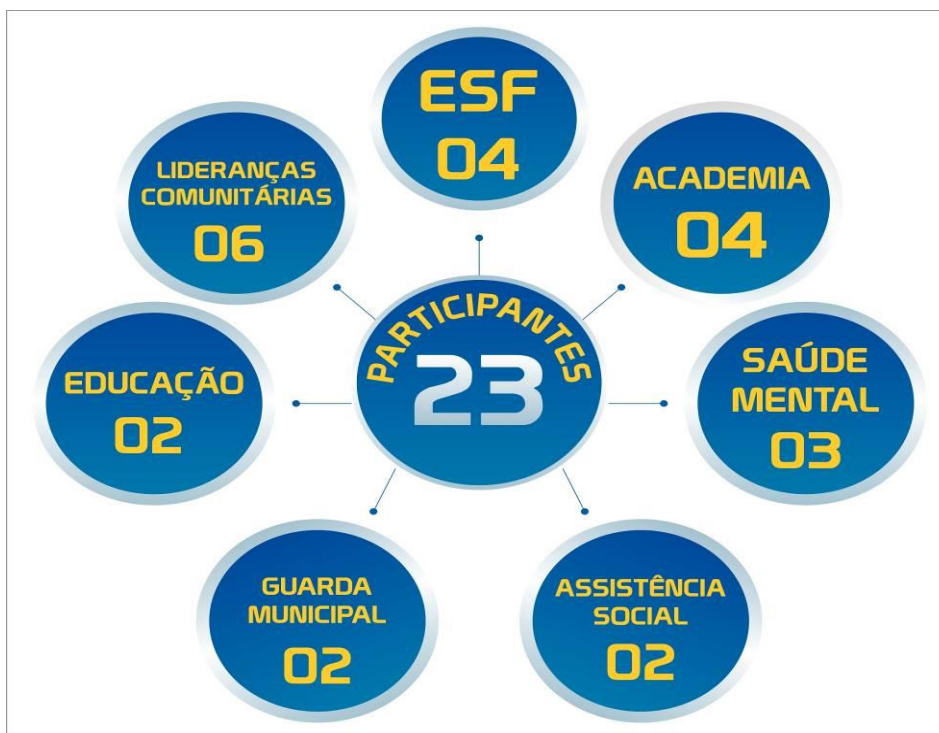 ESF
04
ACADEMIA
04
SAÚDE
MENTAL
03
ASSISTÊNCIA
SOCIAL
02
GUARDA
MUNICIPAL
02
EDUCAÇÃO
02
LIDERANÇAS
COMUNITÁRIAS
06
PARTICIPANTES
23